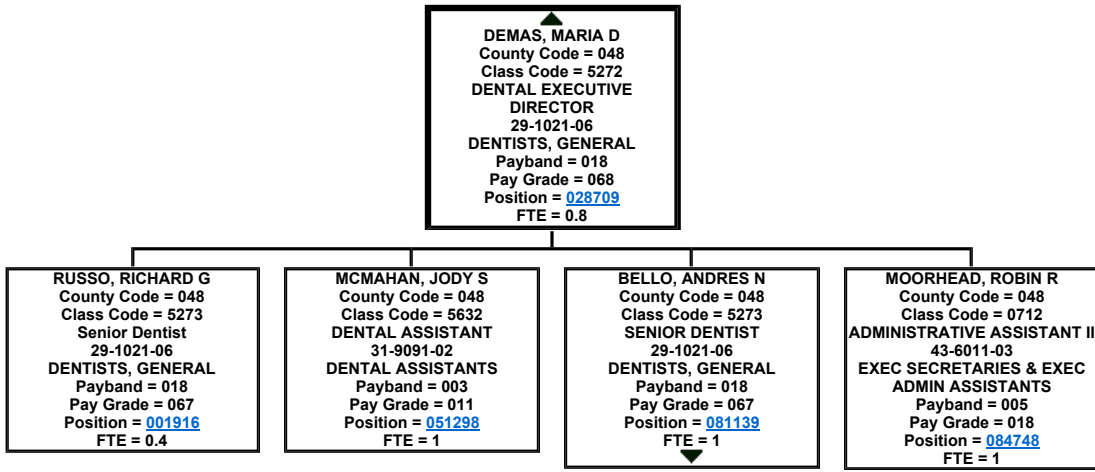 DEMAS, MARIA D
County Code = 048
Class Code = 5272
DENTAL EXECUTIVE
DIRECTOR
29-1021-06
DENTISTS, GENERAL
Payband = 018
Pay Grade = 068
Position = 028709
FTE = 0.8
RUSSO, RICHARD G
County Code = 048
Class Code = 5273
Senior Dentist
29-1021-06
DENTISTS, GENERAL
Payband = 018
Pay Grade = 067
Position = 001916
FTE = 0.4
MCMAHAN, JODY S
County Code = 048
Class Code = 5632
DENTAL ASSISTANT
31-9091-02
DENTAL ASSISTANTS
Payband = 003
Pay Grade = 011
Position = 051298
FTE = 1
BELLO, ANDRES N
County Code = 048
Class Code = 5273
SENIOR DENTIST
29-1021-06
DENTISTS, GENERAL
Payband = 018
Pay Grade = 067
Position = 081139
FTE = 1
MOORHEAD, ROBIN R
County Code = 048
Class Code = 0712
ADMINISTRATIVE ASSISTANT II
43-6011-03
EXEC SECRETARIES & EXEC
ADMIN ASSISTANTS
Payband = 005
Pay Grade = 018
Position = 084748
FTE = 1